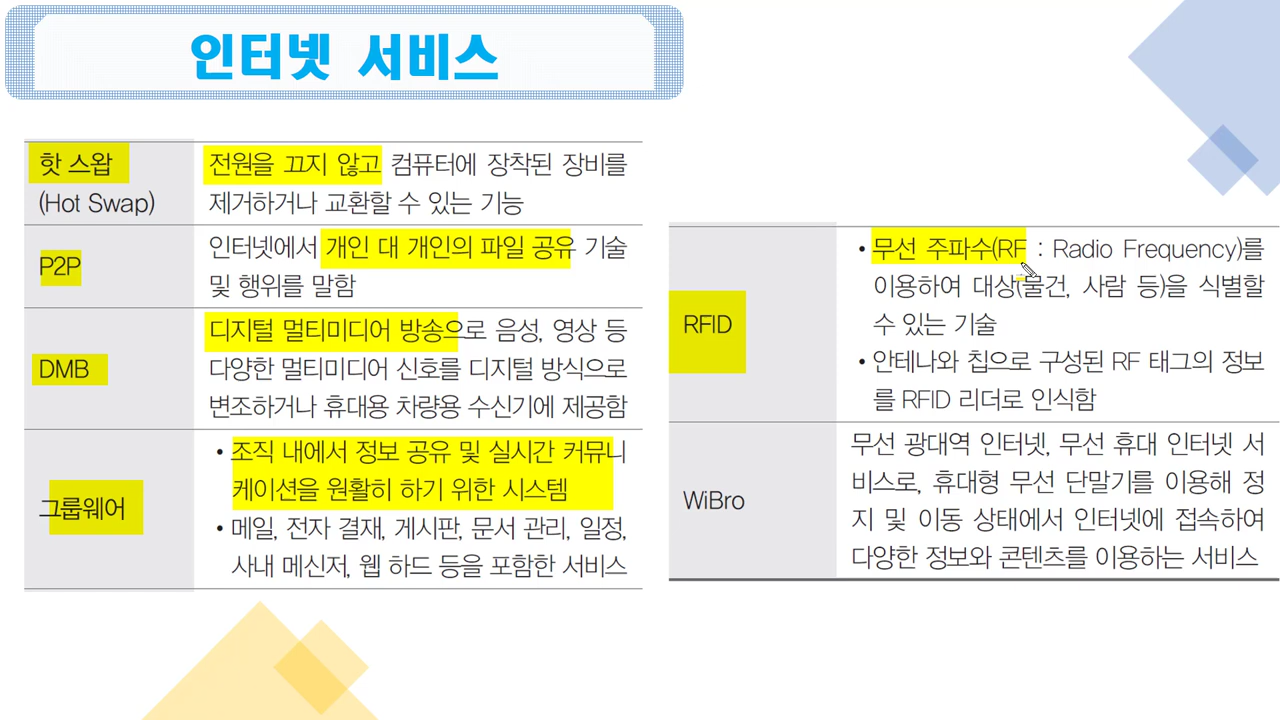 인터넷 서비스
핫 스왑
(Hot Swap)
전원을 끄지 않고 컴퓨터에 장착된 장비를
제거하거나 교환할 수 있는 기능
P2P
인터넷에서 개인 대 개인의 파일 공유 기술
및 행위를 말함
DMB
디지털 멀티미디어 방송으로 음성, 영상 등
다양한 멀티미디어 신호를 디지털 방식으로
변조하거나 휴대용 차량용 수신기에 제공함
그룹웨어
• 조직 내에서 정보 공유 및 실시간 커뮤니
케이션을 원활히 하기 위한 시스템
• 메일, 전자 결재, 게시판, 문서 관리, 일정,
사내 메신저, 웹 하드 등을 포함한 서비스
RFID
• 무선 주파수(RF : Radio Frequency)를
이용하여 대상(물건, 사람 등)을 식별할
수 있는 기술
• 안테나와 칩으로 구성된 RF 태그의 정보
를 RFID 리더로 인식함
WiBro
무선 광대역 인터넷, 무선 휴대 인터넷 서
비스로, 휴대형 무선 단말기를 이용해 정
지 및 이동 상태에서 인터넷에 접속하여
다양한 정보와 콘텐츠를 이용하는 서비스